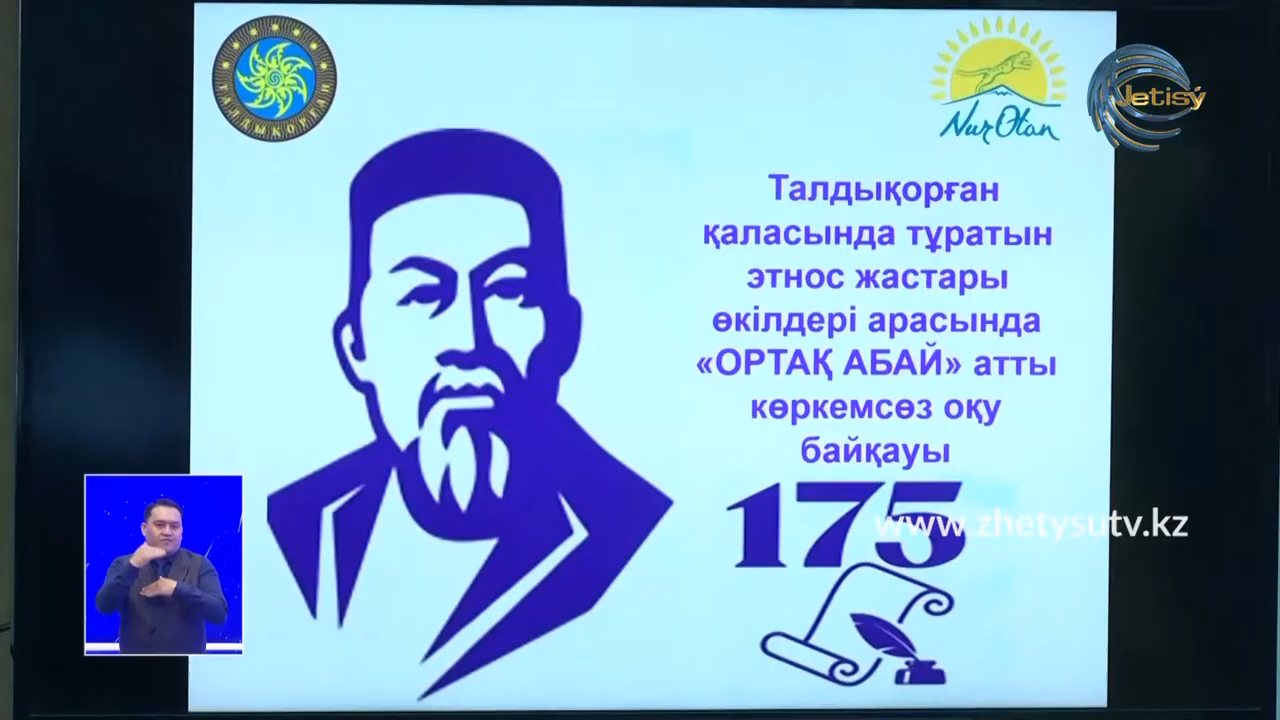 ТАЛДЫҚОРҒАН
Nur Otan
Jetisý
Талдықорған
қаласында тұратын
этнос жастары
өкілдері арасында
«ОРТАҚ АБАЙ» атты
көркемсөз оқу
байқауы
175
www.zhetysutv.kz